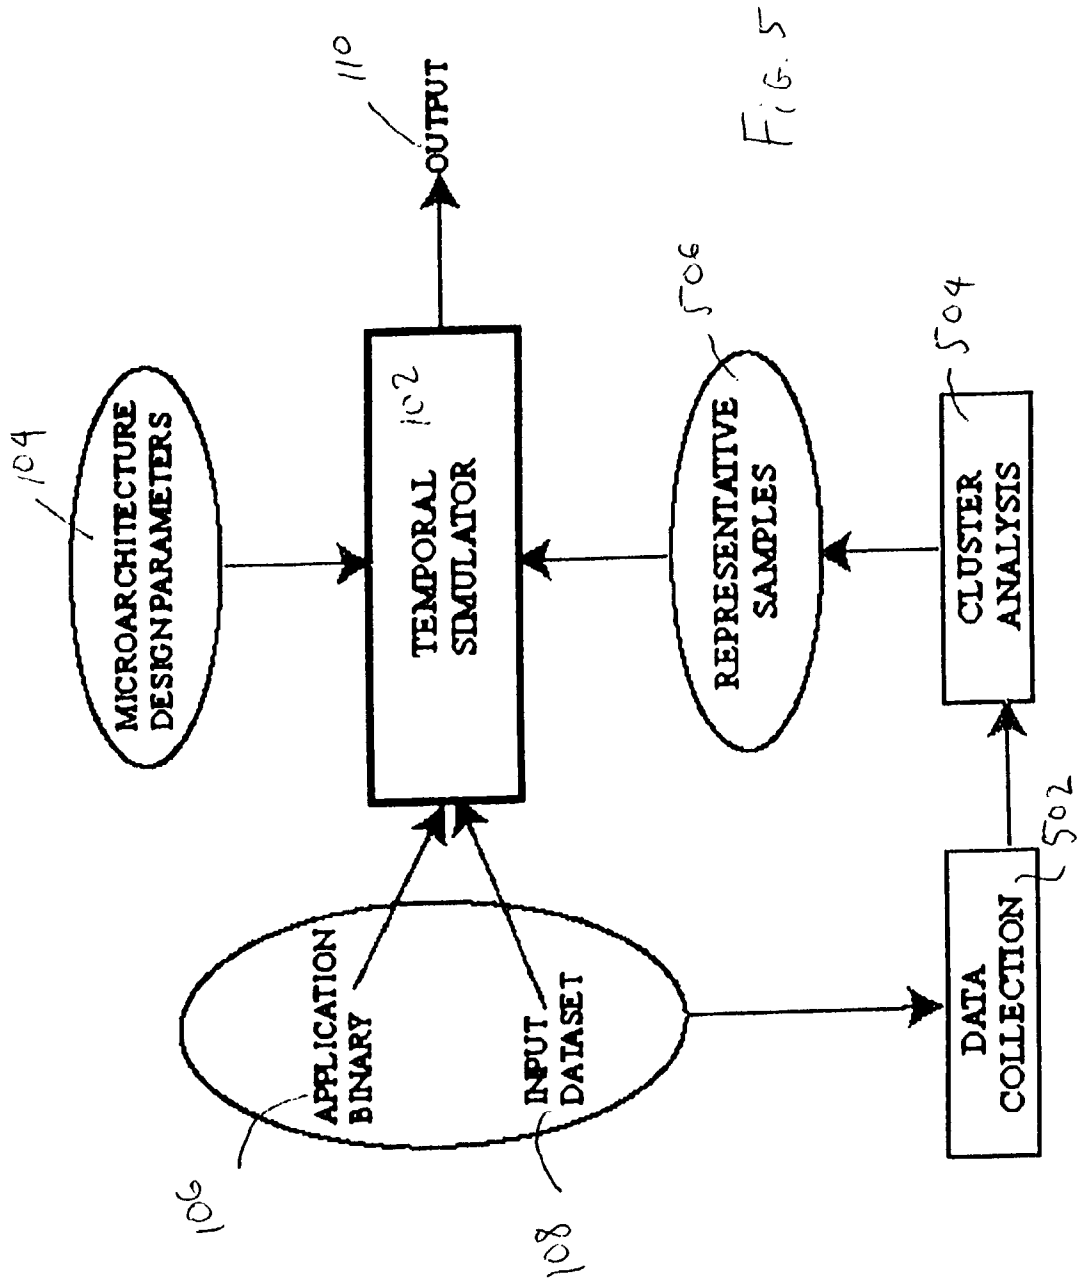 104
MICROARCHITECTURE
DESIGN PARAMETERS
106
APPLICATION
BINARY
108
INPUT
DATASET
TEMPORAL
SIMULATOR
102
110
OUTPUT
506
REPRESENTATIVE
SAMPLES
DATA
COLLECTION
502
CLUSTER
ANALYSIS
504
FIG. 5